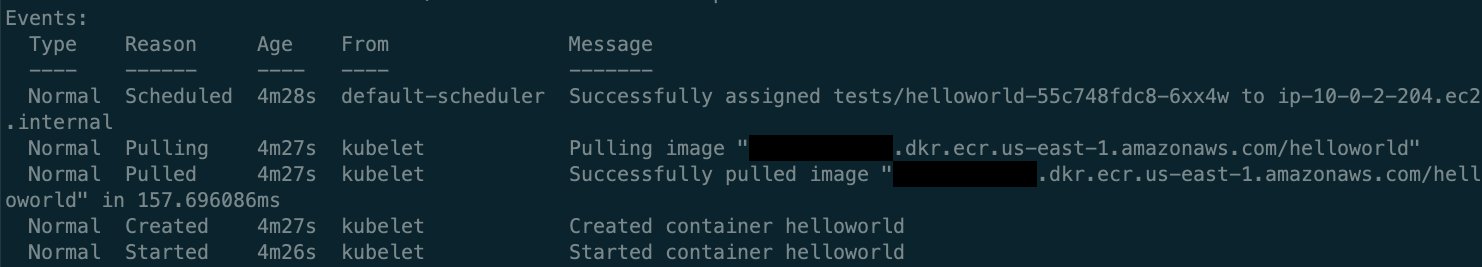 Events:
  Type    Reason     Age    From               Message
  ----    ------     ----   ----               -------
  Normal  Scheduled  4m28s  default-scheduler  Successfully assigned tests/helloworld-55c748fdc8-6xx4w to ip-10-0-2-204.ec2
.internal
  Normal  Pulling    4m27s  kubelet            Pulling image ".dkr.ecr.us-east-1.amazonaws.com/helloworld"
  Normal  Pulled     4m27s  kubelet            Successfully pulled image ".dkr.ecr.us-east-1.amazonaws.com/hell
oworld" in 157.696086ms
  Normal  Created    4m27s  kubelet            Created container helloworld
  Normal  Started    4m26s  kubelet            Started container helloworld